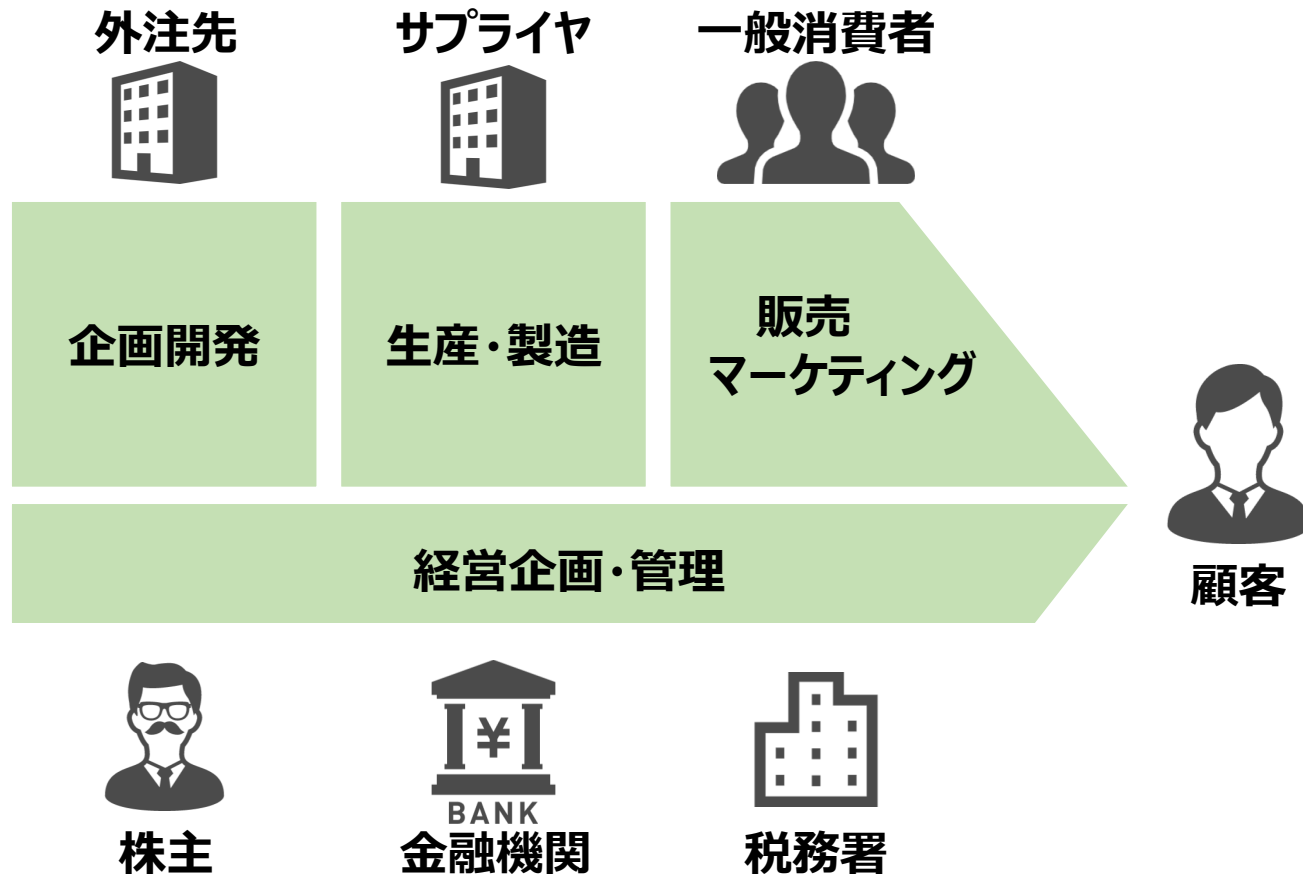 外注先
サプライヤ
一般消費者
企画開発
生産・製造
販売
マーケティング
経営企画・管理
顧客
¥
BANK
株主
金融機関
税務署